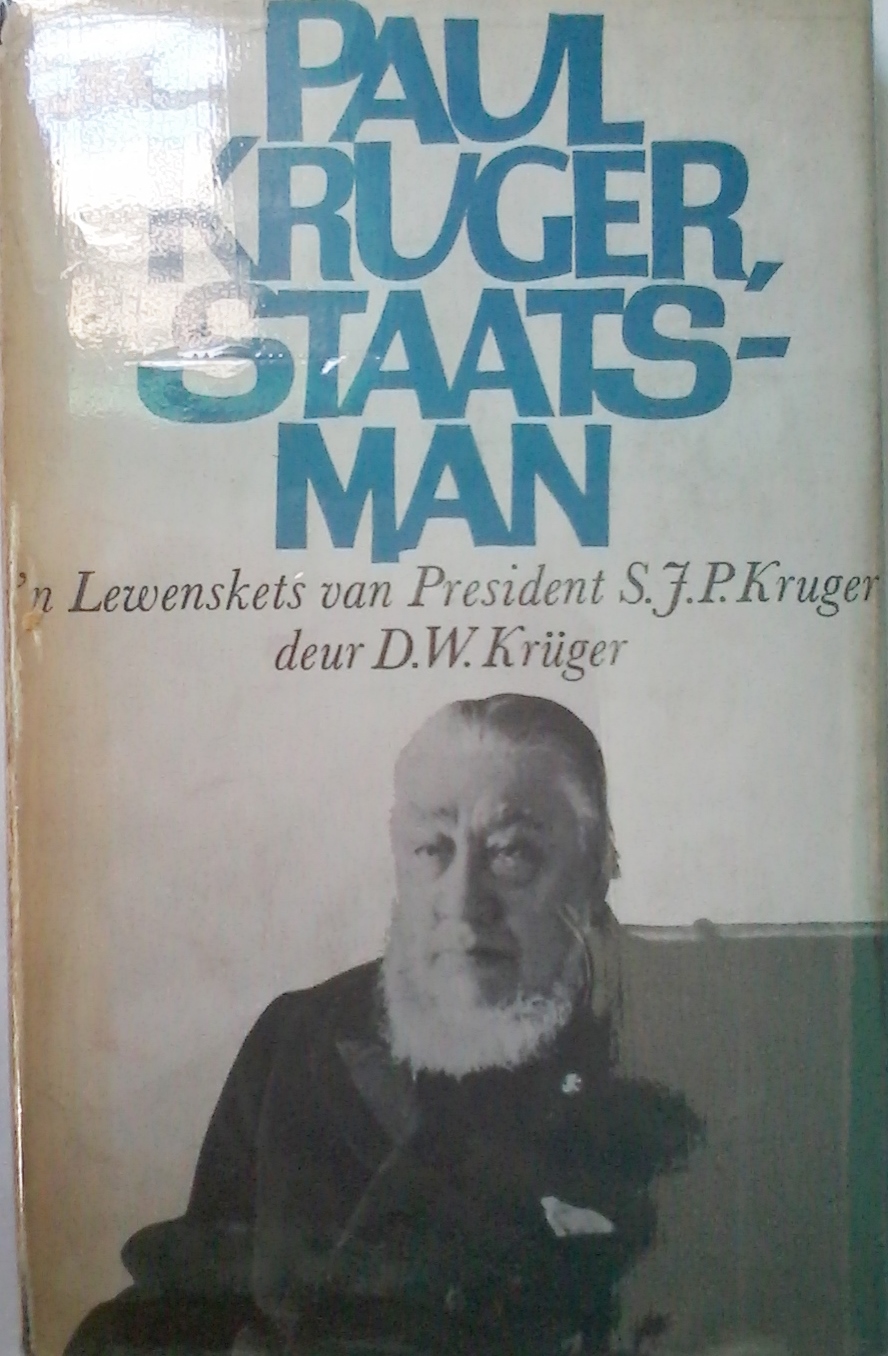 PAUL
KRUGER,
STAATS-
MAN
'n Lewenskets van President S.J.P. Kruger
deur D.W. Krüger